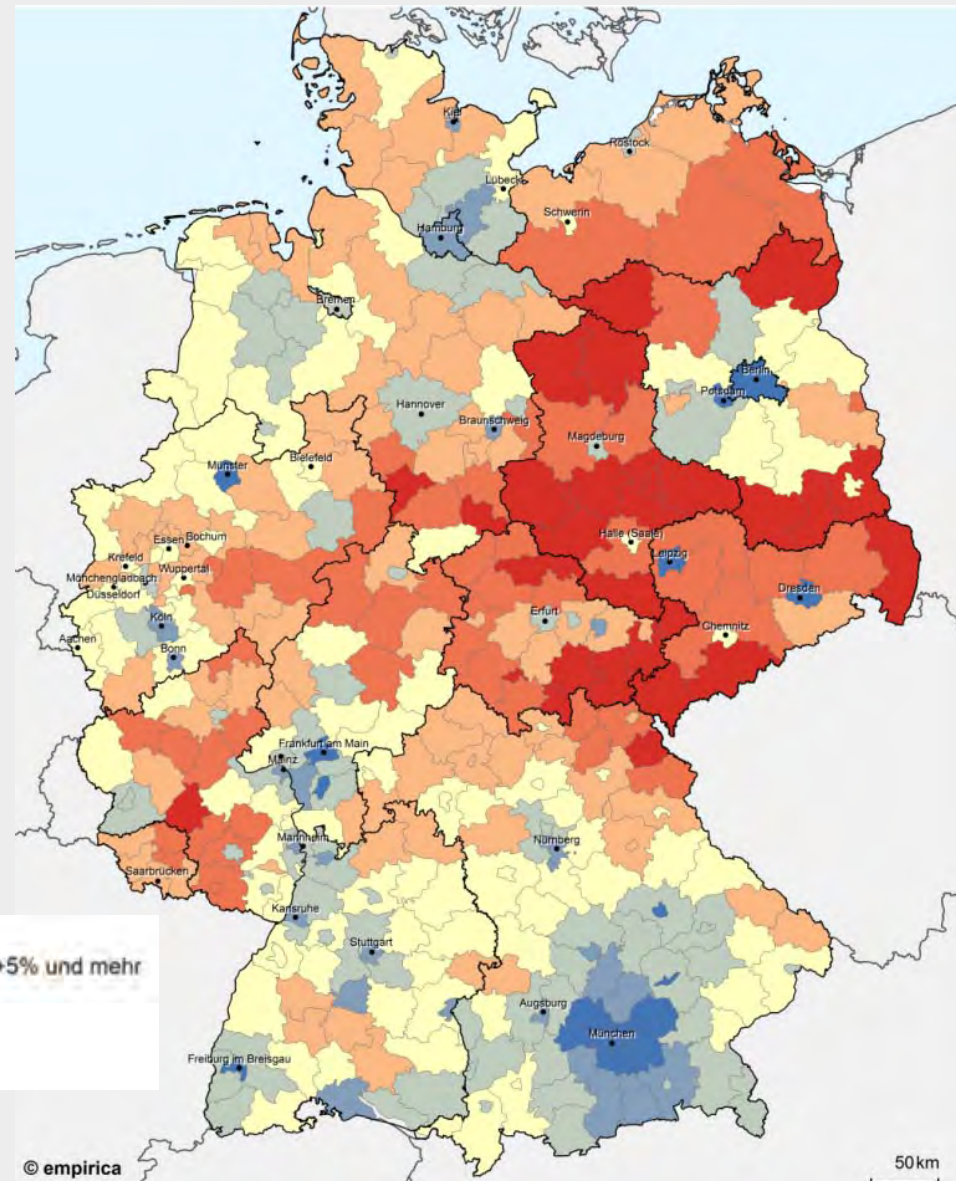 Kiel
Rostock
Lübeck
Schwerin
Hamburg
Bremen
Berlin
Potsdam
Hannover
Braunschweig
Magdeburg
Münster
Bielefeld
Essen
Bochum
Halle (Saale)
Leipzig
Krefeld
Wuppertal
Mönchengladbach
Düsseldorf
Dresden
Köln
Erfurt
Chemnitz
Aachen
Bonn
Frankfurt am Main
Mainz
Mannheim
Nürnberg
Saarbrücken
Karsruhe
Stuttgart
+5% und mehr
Augsburg
München
Freiburg im Breisgau
© empirica
50 km